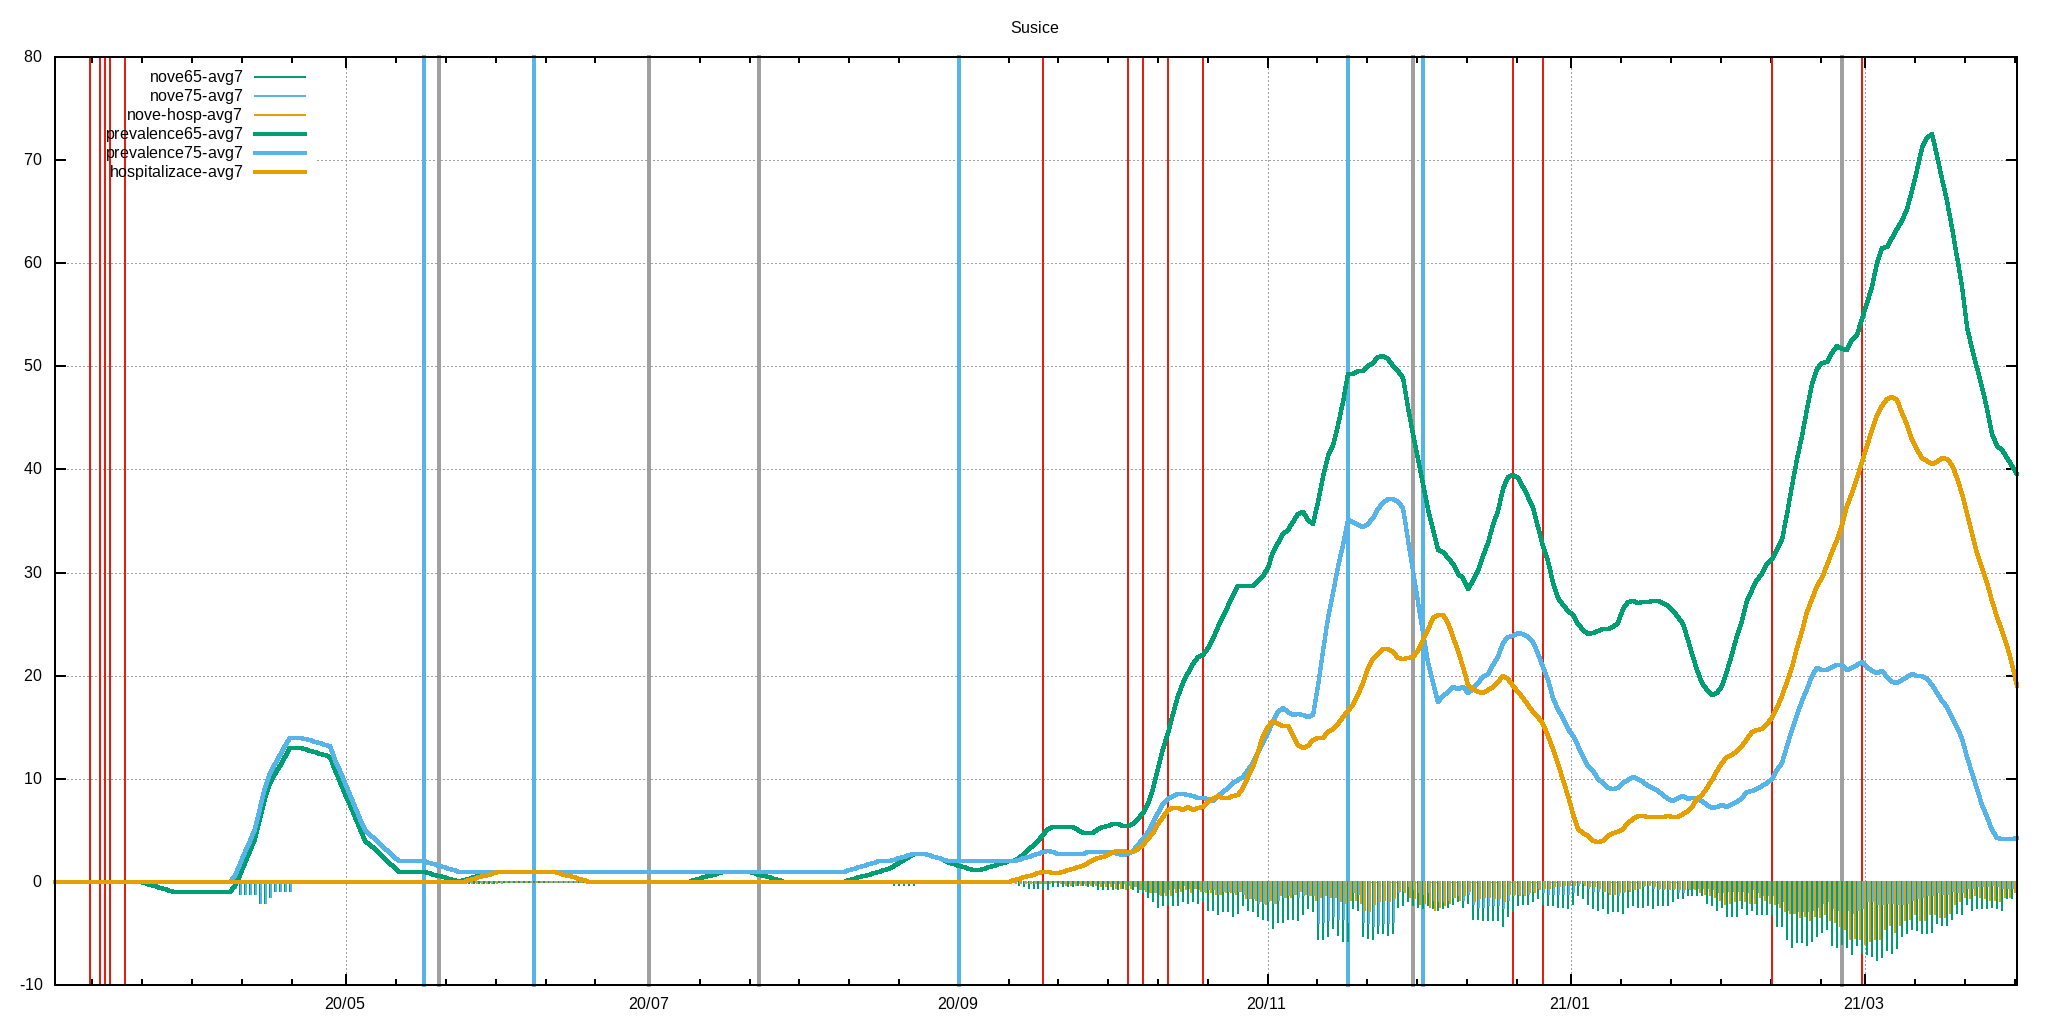 Susice
80
nove65-avg7
nove75-avg7
nove-hosp-avg7
prevalence65-avg7
prevalence75-avg7
hospitalizace-avg7
70
60
50
40
30
20
10
0
-10
20/05 20/07 20/09 20/11 21/01 21/03